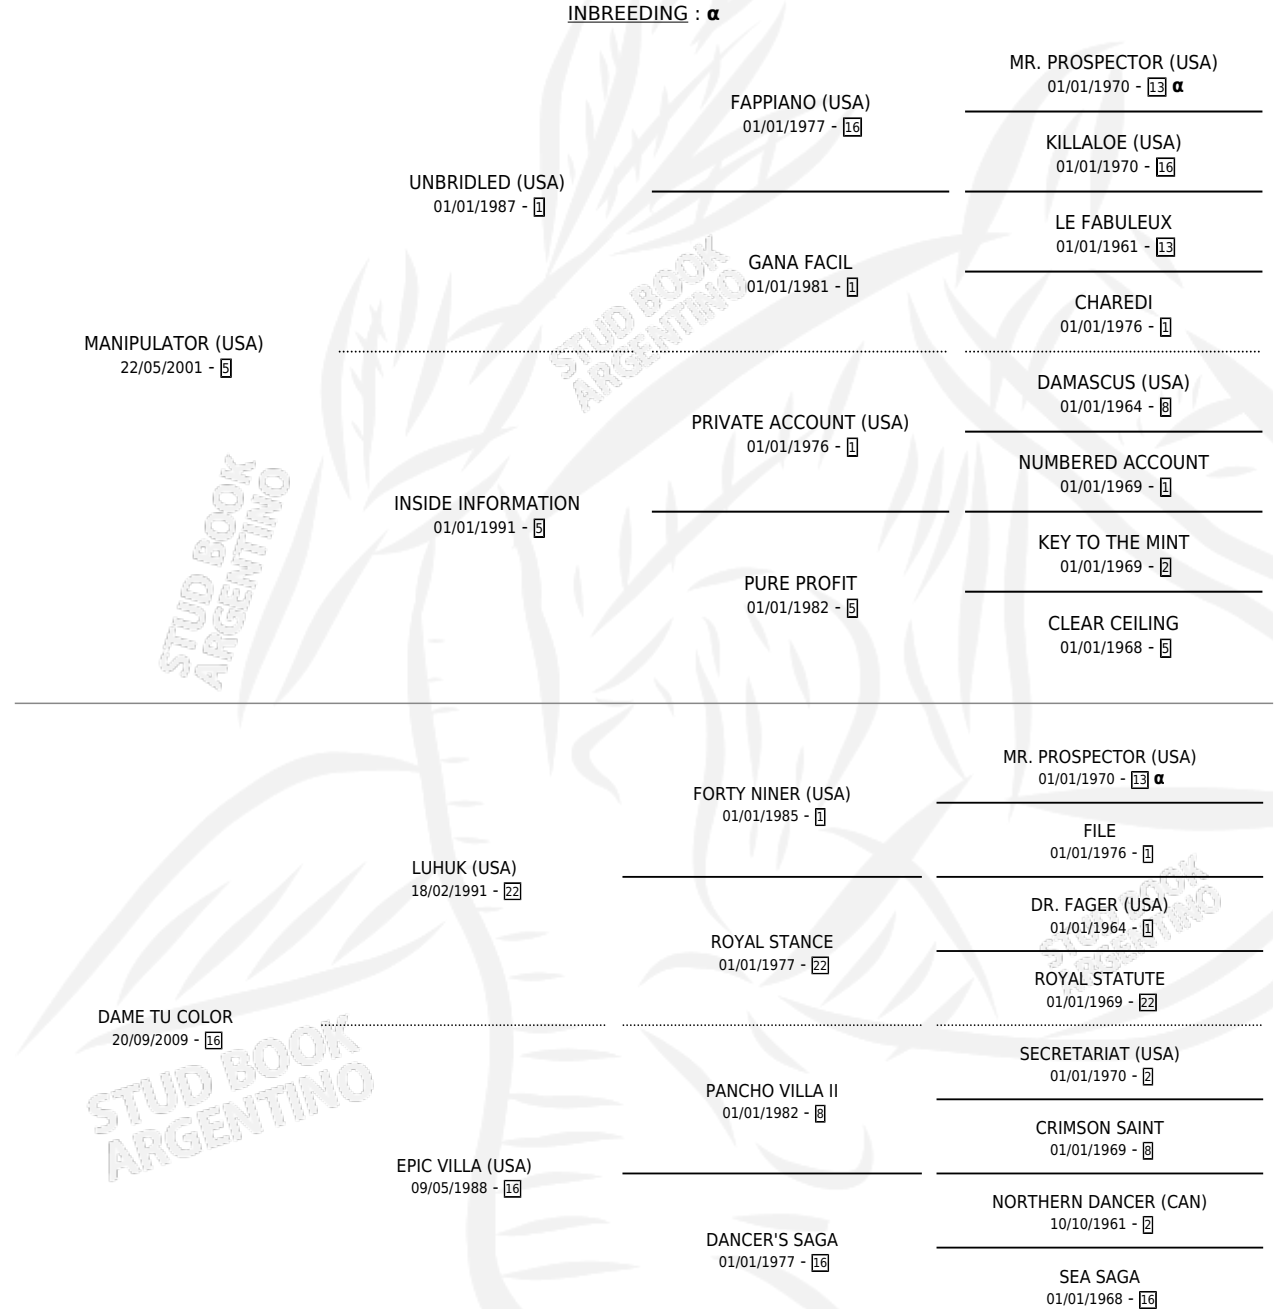 INBREEDING : α
MR. PROSPECTOR (USA)
01/01/1970 - 13 α
FAPPIANO (USA)
01/01/1977 - 16
KILLALOE (USA)
01/01/1970 - 16
UNBRIDLED (USA)
01/01/1987 - 1
LE FABULEUX
01/01/1961 - 13
GANA FACIL
01/01/1981 - 1
CHAREDI
01/01/1976 - 1
MANIPULATOR (USA)
22/05/2001 - 5
DAMASCUS (USA)
01/01/1964 - 8
PRIVATE ACCOUNT (USA)
01/01/1976 - 1
NUMBERED ACCOUNT
01/01/1969 - 1
INSIDE INFORMATION
01/01/1991 - 5
KEY TO THE MINT
01/01/1969 - 2
PURE PROFIT
01/01/1982 - 5
CLEAR CEILING
01/01/1968 - 5
MR. PROSPECTOR (USA)
01/01/1970 - 13 α
FORTY NINER (USA)
01/01/1985 - 1
FILE
01/01/1976 - 1
LUHUK (USA)
18/02/1991 - 22
DR. FAGER (USA)
01/01/1964 - 1
ROYAL STANCE
01/01/1977 - 22
ROYAL STATUTE
01/01/1969 - 22
DAME TU COLOR
20/09/2009 - 16
SECRETARIAT (USA)
01/01/1970 - 2
PANCHO VILLA II
01/01/1982 - 8
CRIMSON SAINT
01/01/1969 - 8
EPIC VILLA (USA)
09/05/1988 - 16
NORTHERN DANCER (CAN)
10/10/1961 - 2
DANCER'S SAGA
01/01/1977 - 16
SEA SAGA
01/01/1968 - 16
STUD BOOK
ARGENTINO
STUD BOOK
ARGENTINO
STUD BOOK
ARGENTINO
STUD BOOK
ARGENTINO